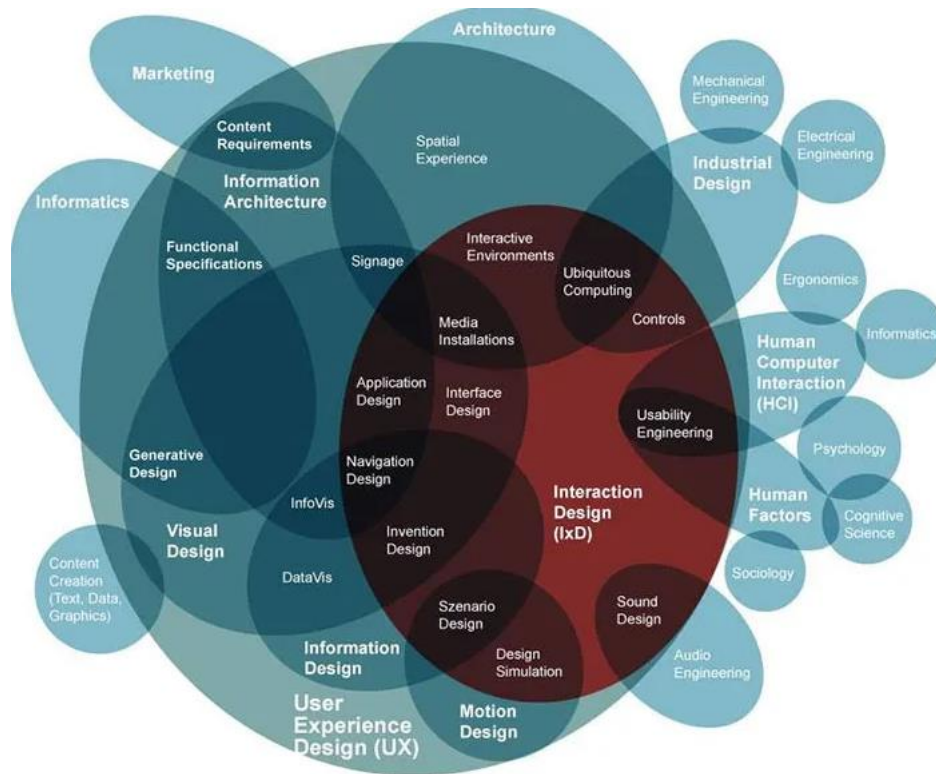 Architecture
Marketing
Mechanical
Engineering
Content
Requirements
Spatial
Experience
Electrical
Engineering
Industrial
Design
Information
Architecture
Informatics
Functional
Specifications
Signage
Interactive
Environments
Ubiquitous
Computing
Ergonomics
Controls
Media
Installations
Informatics
Human
Computer
Interaction
(HCI)
Application
Design
Interface
Design
Usability
Engineering
Psychology
Generative
Design
Navigation
Design
InfoVis
Interaction
Design
(IxD)
Human
Factors
Cognitive
Science
Visual
Design
Invention
Design
Content
Creation
(Text, Data,
Graphics)
DataVis
Sociology
Szenario
Design
Sound
Design
Information
Design
Design
Simulation
Audio
Engineering
User
Experience
Design (UX)
Motion
Design